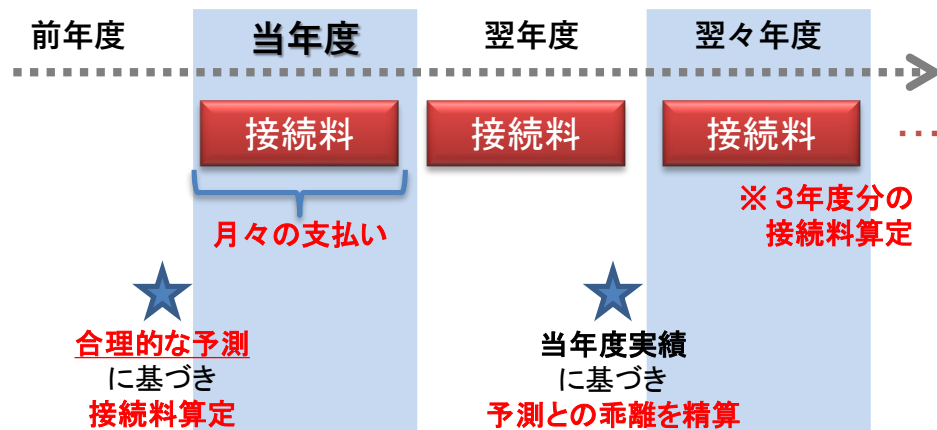 前年度
当年度
翌年度
翌々年度
接続料
接続料
接続料
…
月々の支払い
※３年度分の
接続料算定
合理的な予測
に基づき
接続料算定
当年度実績
に基づき
予測との乖離を精算